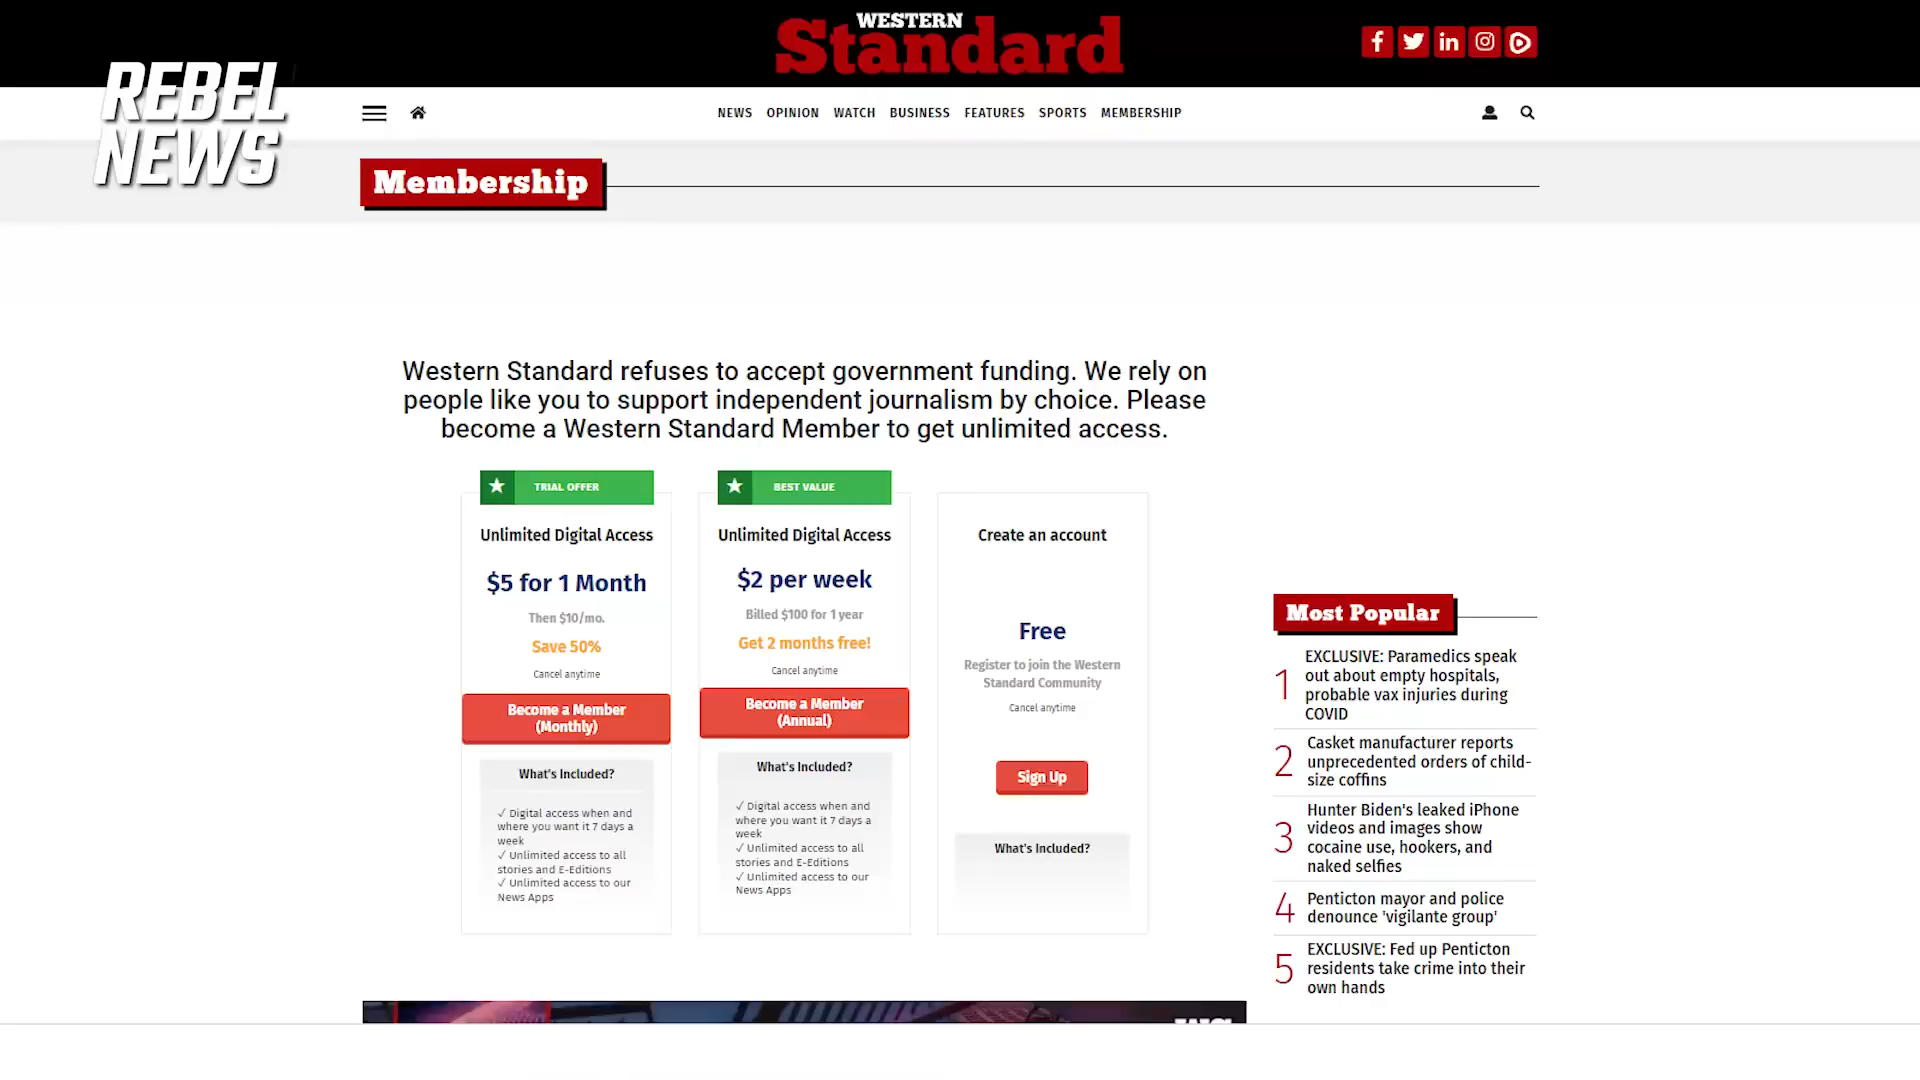 WESTERN
Standard
REBEL
NEWS
NEWS OPINION WATCH BUSINESS FEATURES SPORTS MEMBERSHIP
Membership
Western Standard refuses to accept government funding. We rely on
people like you to support independent journalism by choice. Please
become a Western Standard Member to get unlimited access.
TRIAL OFFER
Unlimited Digital Access
$5 for 1 Month
Then $10/mo.
Save 50%
Cancel anytime
Become a Member
(Monthly)
What's Included?
✓ Digital access when and
where you want it 7 days a
week
✓ Unlimited access to all
stories and E-Editions
✓ Unlimited access to our
News Apps
BEST VALUE
Unlimited Digital Access
$2 per week
Billed $100 for 1 year
Get 2 months free!
Cancel anytime
Become a Member
(Annual)
What's Included?
✓ Digital access when and
where you want it 7 days a
week
✓ Unlimited access to all
stories and E-Editions
✓ Unlimited access to our
News Apps
Create an account
Free
Register to join the Western
Standard Community
Cancel anytime
Sign Up
What's Included?
Most Popular
1
EXCLUSIVE: Paramedics speak
out about empty hospitals,
probable vax injuries during
COVID
2
Casket manufacturer reports
unprecedented orders of child-
size coffins
3
Hunter Biden's leaked iPhone
videos and images show
cocaine use, hookers, and
naked selfies
4
Penticton mayor and police
denounce 'vigilante group'
5
EXCLUSIVE: Fed up Penticton
residents take crime into their
own hands